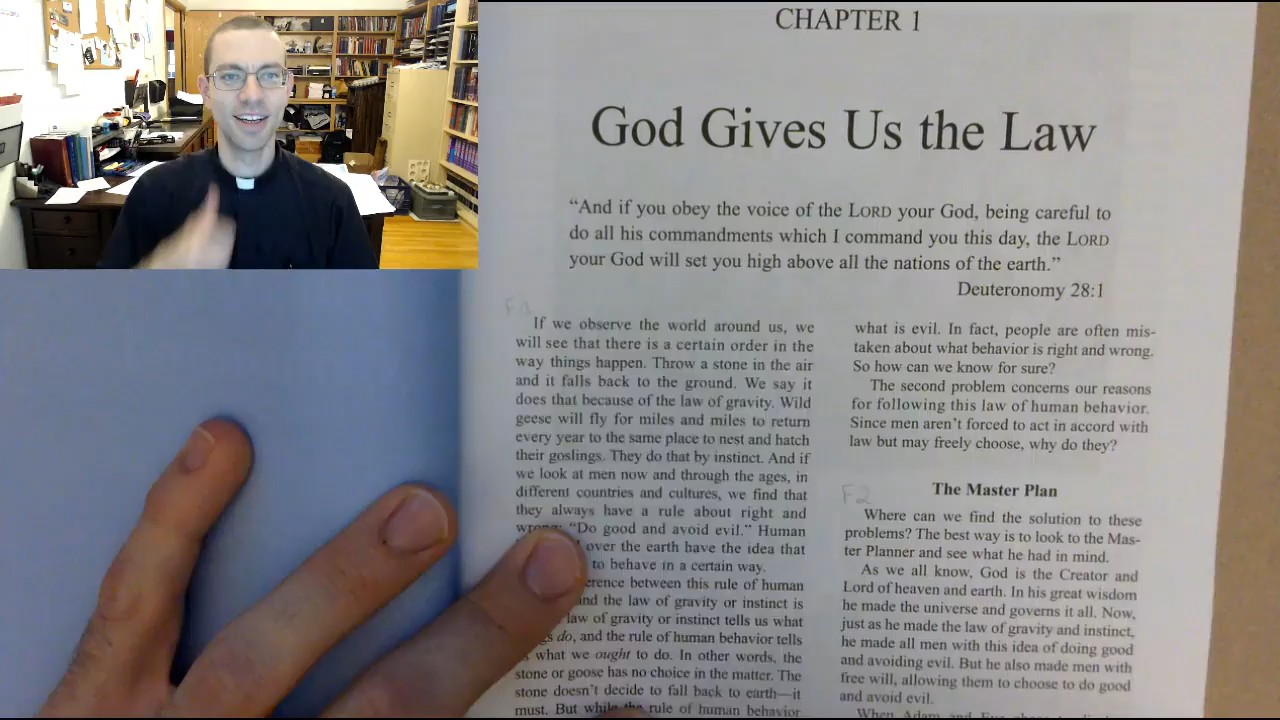 CHAPTER 1
God Gives Us the Law
“And if you obey the voice of the LORD your God, being careful to
do all his commandments which I command you this day, the LORD
your God will set you high above all the nations of the earth.”
Deuteronomy 28:1
If we observe the world around us, we
will see that there is a certain order in the
way things happen. Throw a stone in the air
and it falls back to the ground. We say it
does that because of the law of gravity. Wild
geese will fly for miles and miles to return
every year to the same place to nest and hatch
their goslings. They do that by instinct. And if
we look at men now and through the ages, in
different countries and cultures, we find that
they always have a rule about right and
wrong: “Do good and avoid evil.” Human
over the earth have the idea that
to behave in a certain way.
between this rule of human
and the law of gravity or instinct is
law of gravity or instinct tells us what
do, and the rule of human behavior tells
what we ought to do. In other words, the
stone or goose has no choice in the matter. The
stone doesn’t decide to fall back to earth—it
must. But while the rule of human behavior
what is evil. In fact, people are often mis-
taken about what behavior is right and wrong.
So how can we know for sure?
The second problem concerns our reasons
for following this law of human behavior.
Since men aren’t forced to act in accord with
law but may freely choose, why do they?
F2
The Master Plan
Where can we find the solution to these
problems? The best way is to look to the Mas-
ter Planner and see what he had in mind.
As we all know, God is the Creator and
Lord of heaven and earth. In his great wisdom
he made the universe and governs it all. Now,
just as he made the law of gravity and instinct,
he made all men with this idea of doing good
and avoiding evil. But he also made men with
free will, allowing them to choose to do good
and avoid evil.
When Adam and Eve